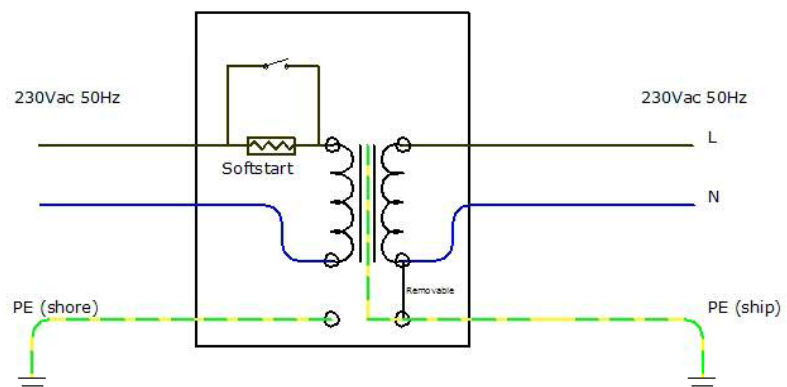 230Vac 50Hz
230Vac 50Hz
L
Softstart
N
Removable
PE (shore)
PE (ship)